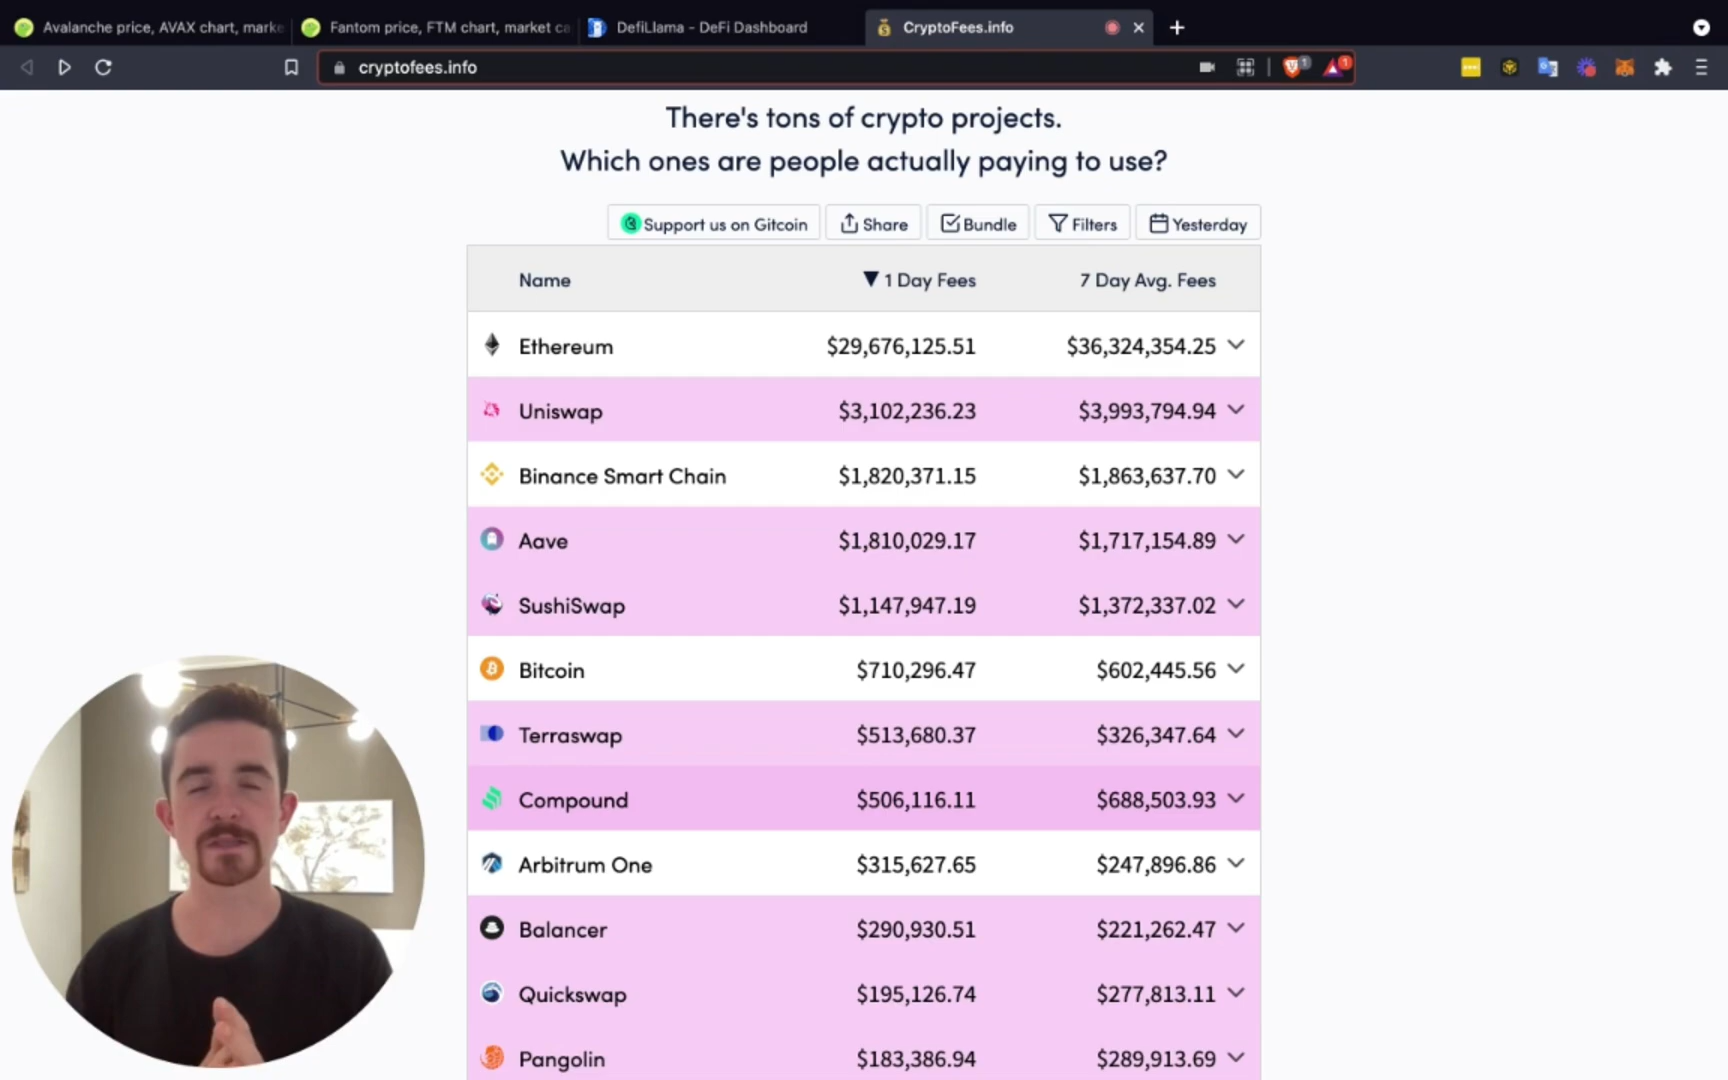 Avalanche price, AVAX chart, marke
Fantom price, FTM chart, market ca
DefiLlama - DeFi Dashboard
CryptoFees.info
cryptofees.info
1
1
There's tons of crypto projects.
Which ones are people actually paying to use?
Support us on Gitcoin
Share
Bundle
Filters
Yesterday
Name ▼ 1 Day Fees 7 Day Avg. Fees
Ethereum $29,676,125.51 $36,324,354.25
Uniswap $3,102,236.23 $3,993,794.94
Binance Smart Chain $1,820,371.15 $1,863,637.70
Aave $1,810,029.17 $1,717,154.89
SushiSwap $1,147,947.19 $1,372,337.02
Bitcoin $710,296.47 $602,445.56
Terraswap $513,680.37 $326,347.64
Compound $506,116.11 $688,503.93
Arbitrum One $315,627.65 $247,896.86
Balancer $290,930.51 $221,262.47
Quickswap $195,126.74 $277,813.11
Pangolin $183,386.94 $289,913.69